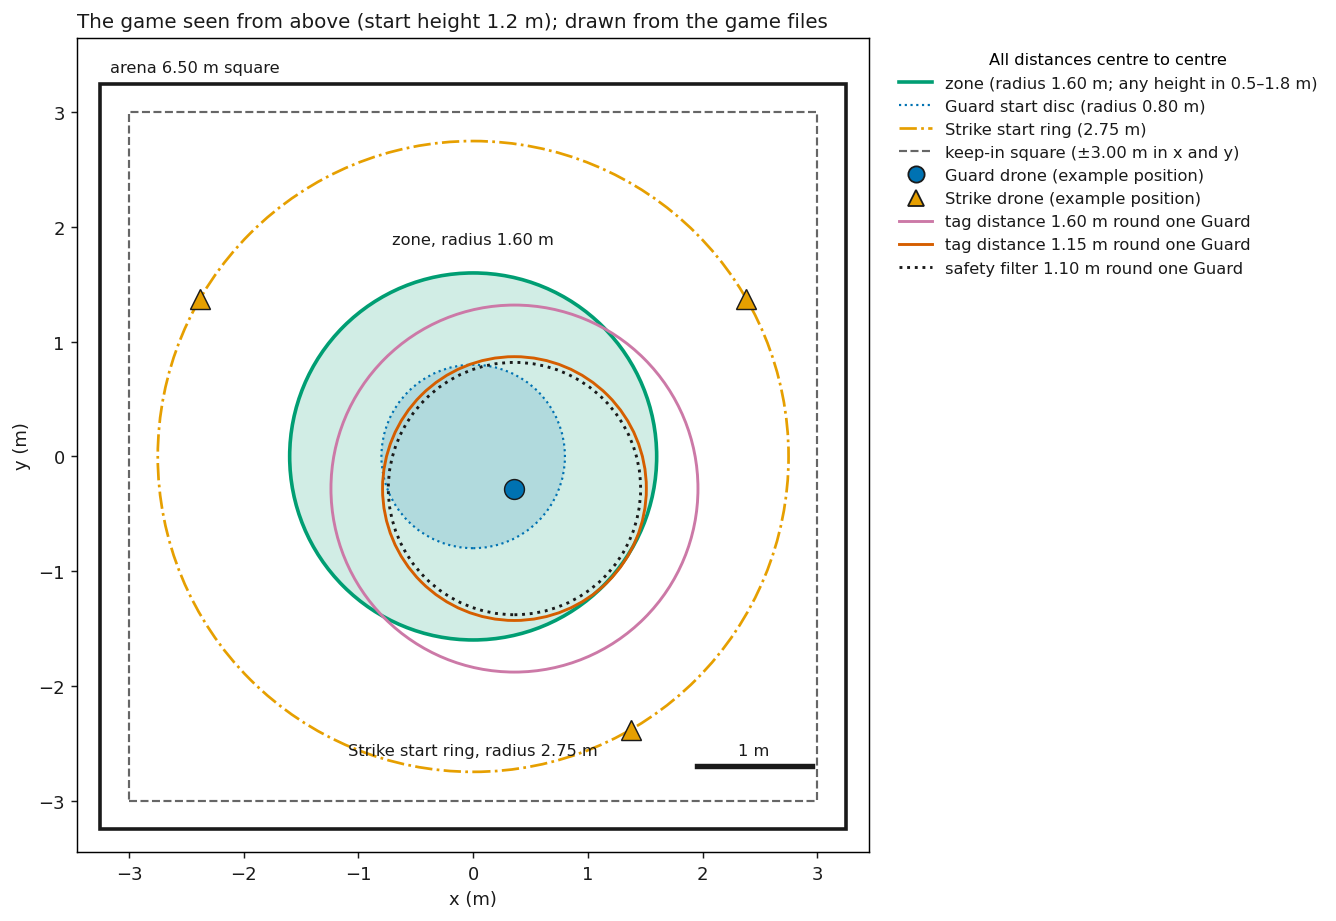 The game seen from above (start height 1.2 m); drawn from the game files
arena 6.50 m square
zone, radius 1.60 m
Strike start ring, radius 2.75 m
1 m
3
2
1
0
−1
−2
−3
y (m)
−3
−2
−1
0
1
2
3
x (m)
All distances centre to centre
zone (radius 1.60 m; any height in 0.5–1.8 m)
Guard start disc (radius 0.80 m)
Strike start ring (2.75 m)
keep-in square (±3.00 m in x and y)
Guard drone (example position)
Strike drone (example position)
tag distance 1.60 m round one Guard
tag distance 1.15 m round one Guard
safety filter 1.10 m round one Guard